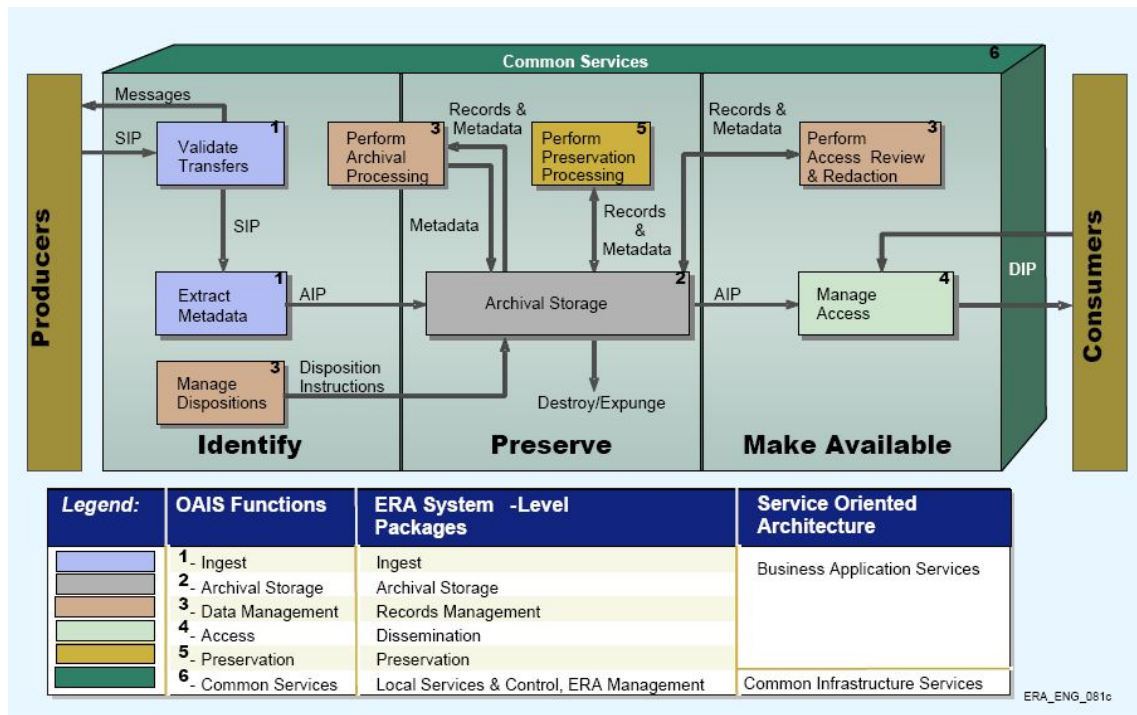 Common Services
6
Producers
Messages
SIP
1
Validate
Transfers
SIP
1
Extract
Metadata
AIP
3
Manage
Dispositions
Disposition
Instructions
Identify
3
Perform
Archival
Processing
Records &
Metadata
Metadata
5
Perform
Preservation
Processing
Records
&
Metadata
2
Archival Storage
Destroy/Expunge
Preserve
Records &
Metadata
3
Perform
Access Review
& Redaction
AIP
4
Manage
Access
Make Available
DIP
Consumers
Legend:
OAIS Functions
ERA System -Level
Packages
Service Oriented
Architecture
1- Ingest
Ingest
Business Application Services
2- Archival Storage
Archival Storage
3- Data Management
Records Management
4- Access
Dissemination
5- Preservation
Preservation
6- Common Services
Local Services & Control, ERA Management
Common Infrastructure Services
ERA_ENG_081c